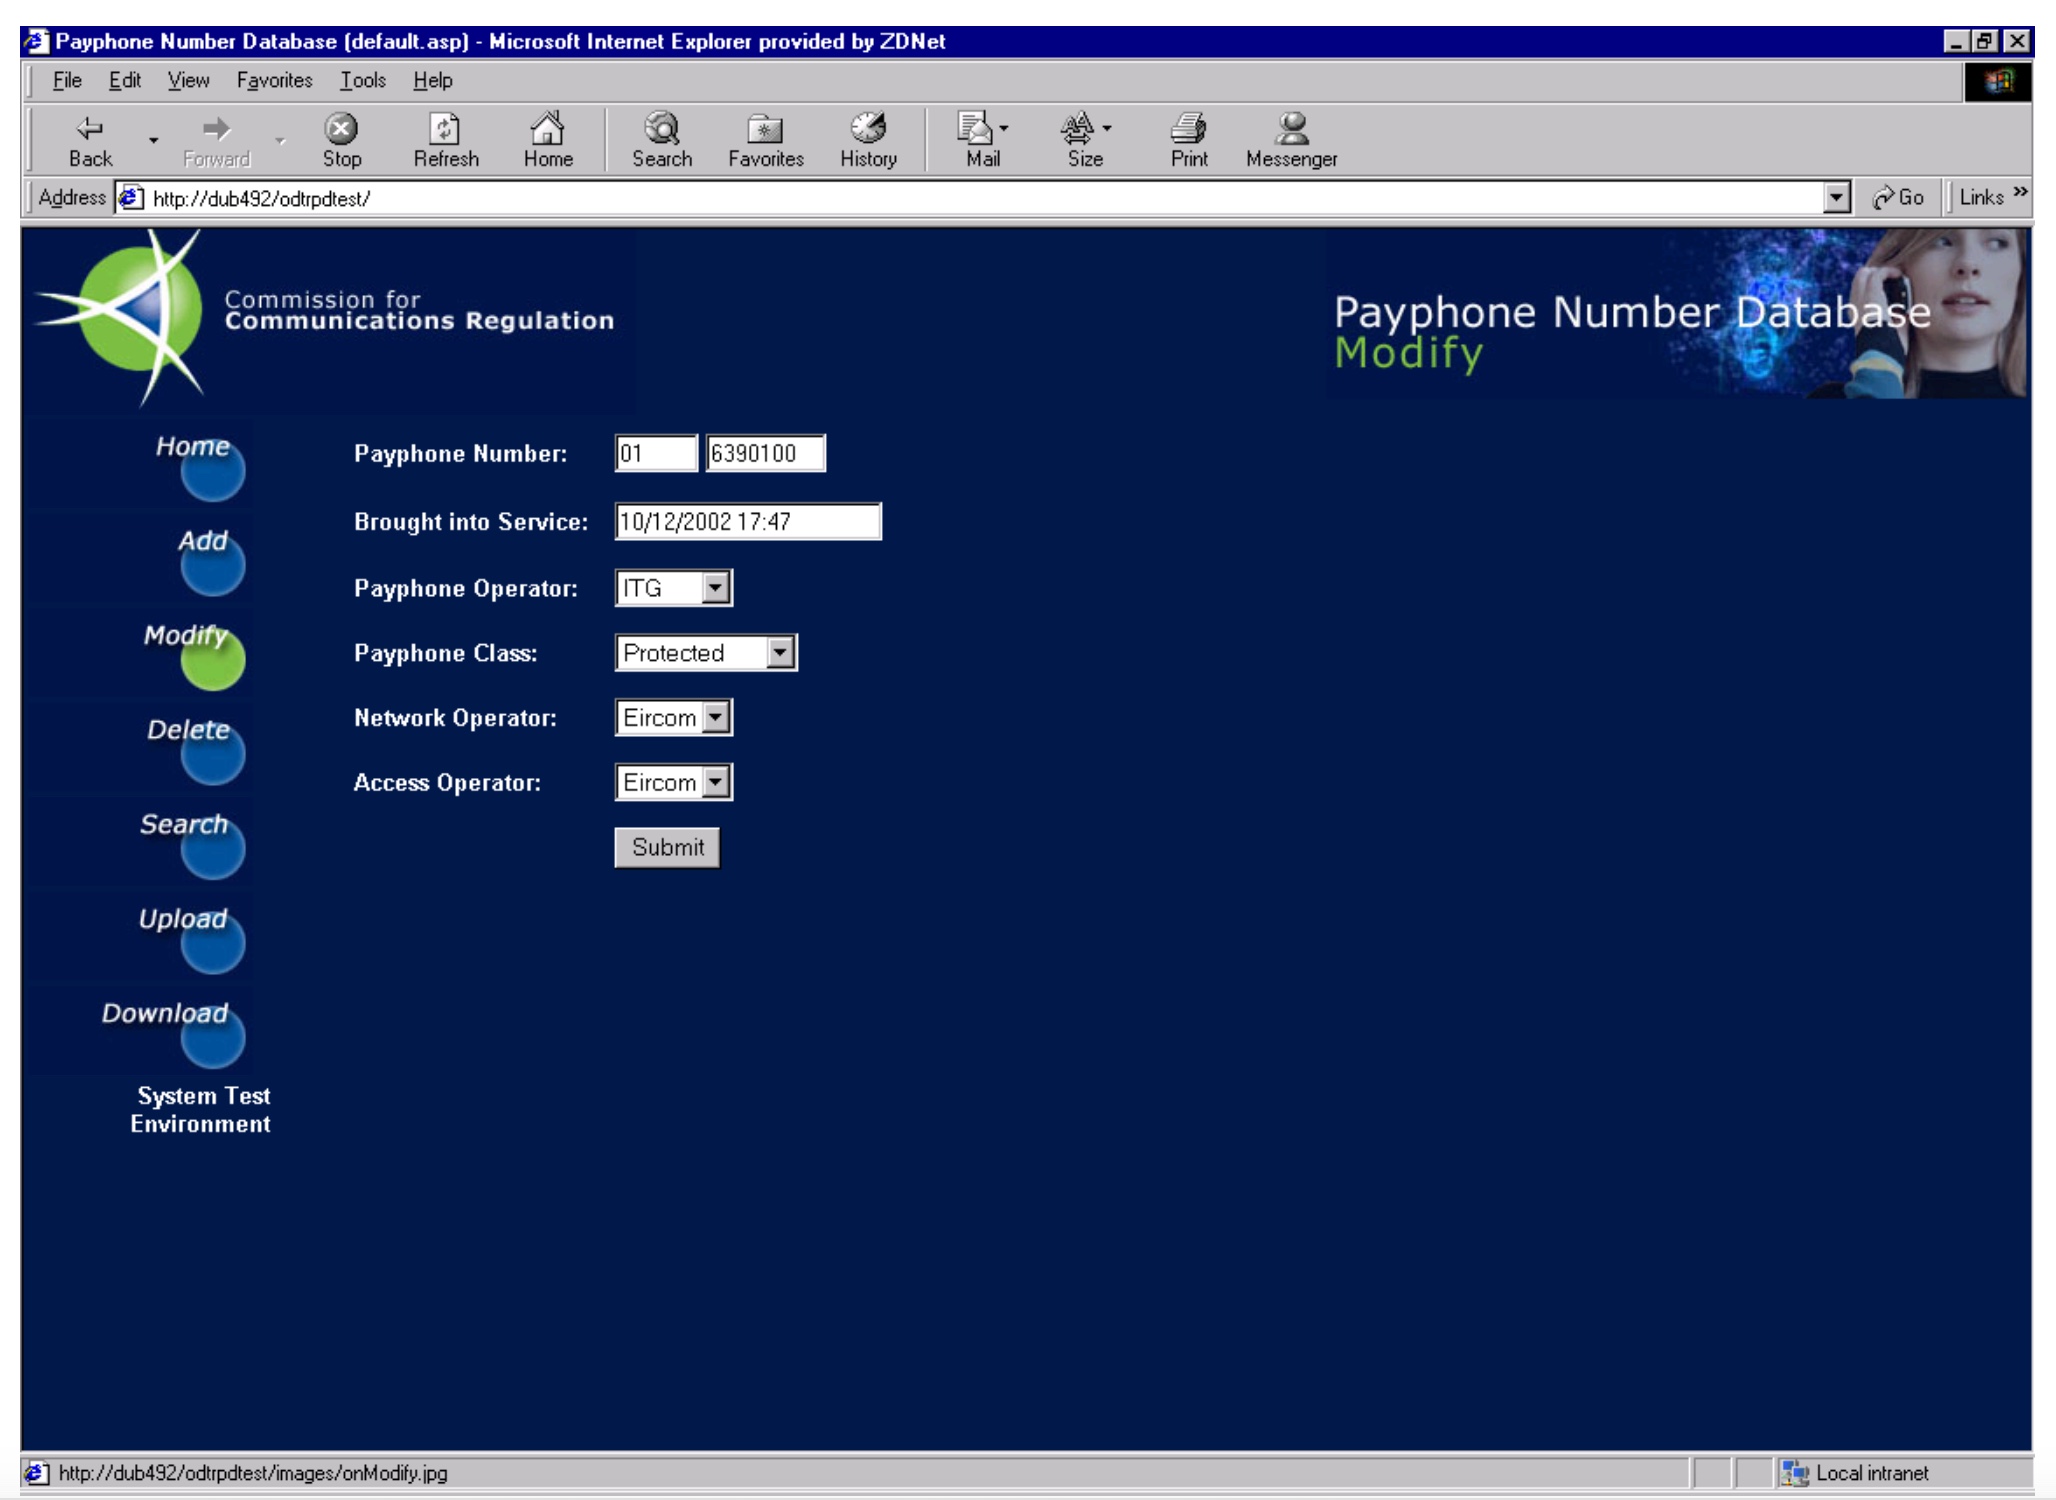 Payphone Number Database (default.asp) - Microsoft Internet Explorer provided by ZDNet
File Edit View Favorites Tools Help
Back Forward Stop Refresh Home Search Favorites History Mail Size Print Messenger
Address http://dub492/odtrpdtest/ Go Links »
Commission for
Communications Regulation
Payphone Number Database
Modify
Home
Add
Modify
Delete
Search
Upload
Download
System Test
Environment
Payphone Number: 01 6390100
Brought into Service: 10/12/2002 17:47
Payphone Operator: ITG
Payphone Class: Protected
Network Operator: Eircom
Access Operator: Eircom
Submit
http://dub492/odtrpdtest/images/onModify.jpg Local intranet